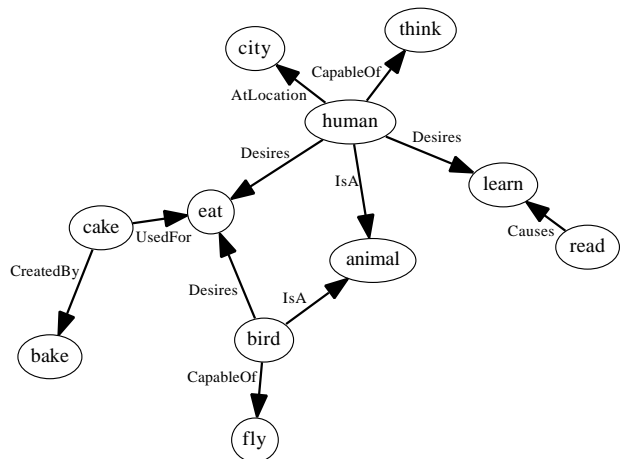 think
city
CapableOf
AtLocation
human
Desires
Desires
IsA
learn
eat
cake
UsedFor
Causes
read
animal
CreatedBy
Desires
IsA
bird
bake
CapableOf
fly